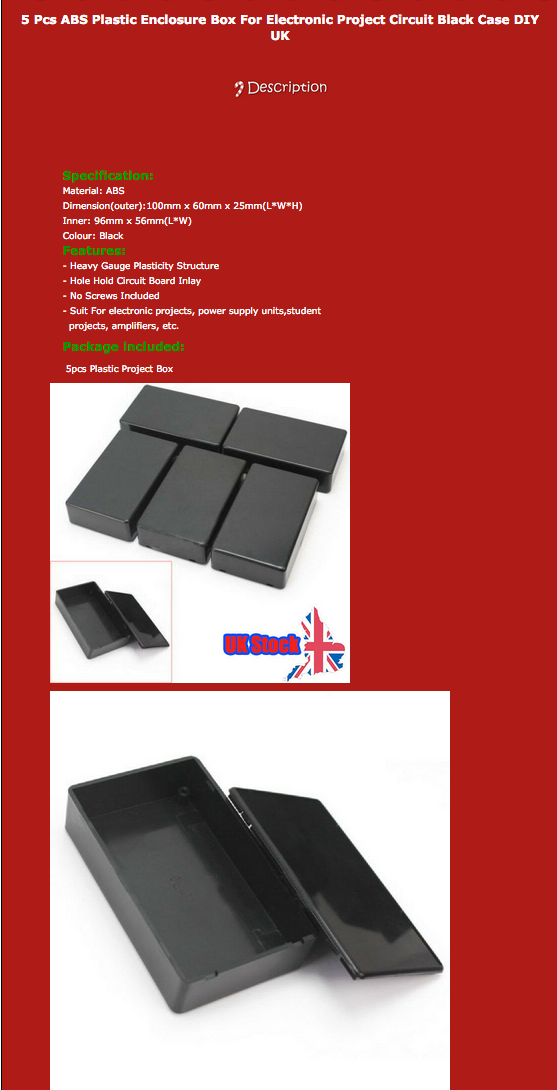 5 Pcs ABS Plastic Enclosure Box For Electronic Project Circuit Black Case DIY
UK
Description
Specification:
Material: ABS
Dimension(outer):100mm x 60mm x 25mm(L*W*H)
Inner: 96mm x 56mm(L*W)
Colour: Black
Features:
- Heavy Gauge Plasticity Structure
- Hole Hold Circuit Board Inlay
- No Screws Included
- Suit For electronic projects, power supply units,student
projects, amplifiers, etc.
Package Included:
5pcs Plastic Project Box
UK Stock